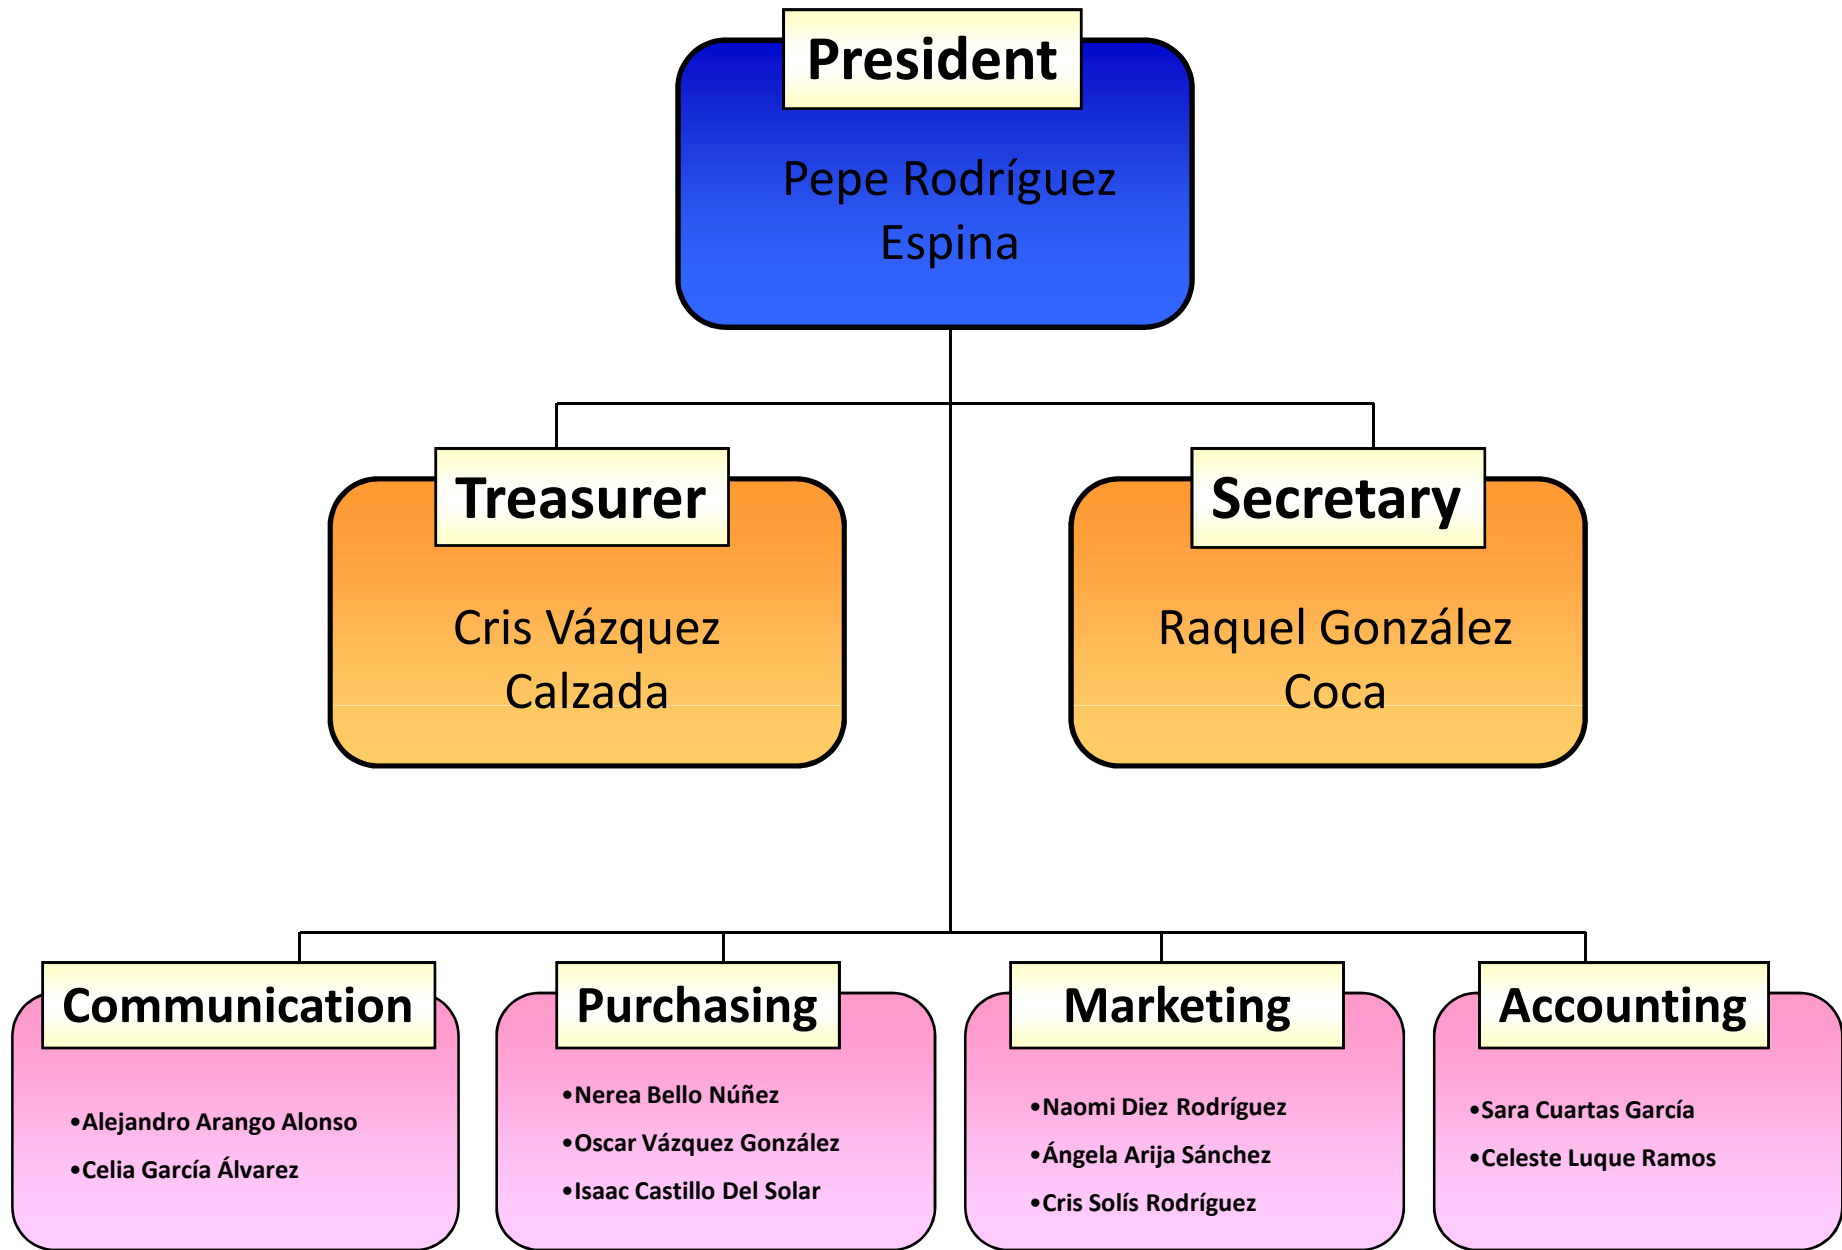 President
Pepe Rodríguez
Espina
Treasurer
Cris Vázquez
Calzada
Secretary
Raquel González
Coca
Communication
•Alejandro Arango Alonso
•Celia García Álvarez
Purchasing
•Nerea Bello Núñez
•Oscar Vázquez González
•Isaac Castillo Del Solar
Marketing
•Naomi Diez Rodríguez
•Ángela Arija Sánchez
•Cris Solís Rodríguez
Accounting
•Sara Cuartas García
•Celeste Luque Ramos